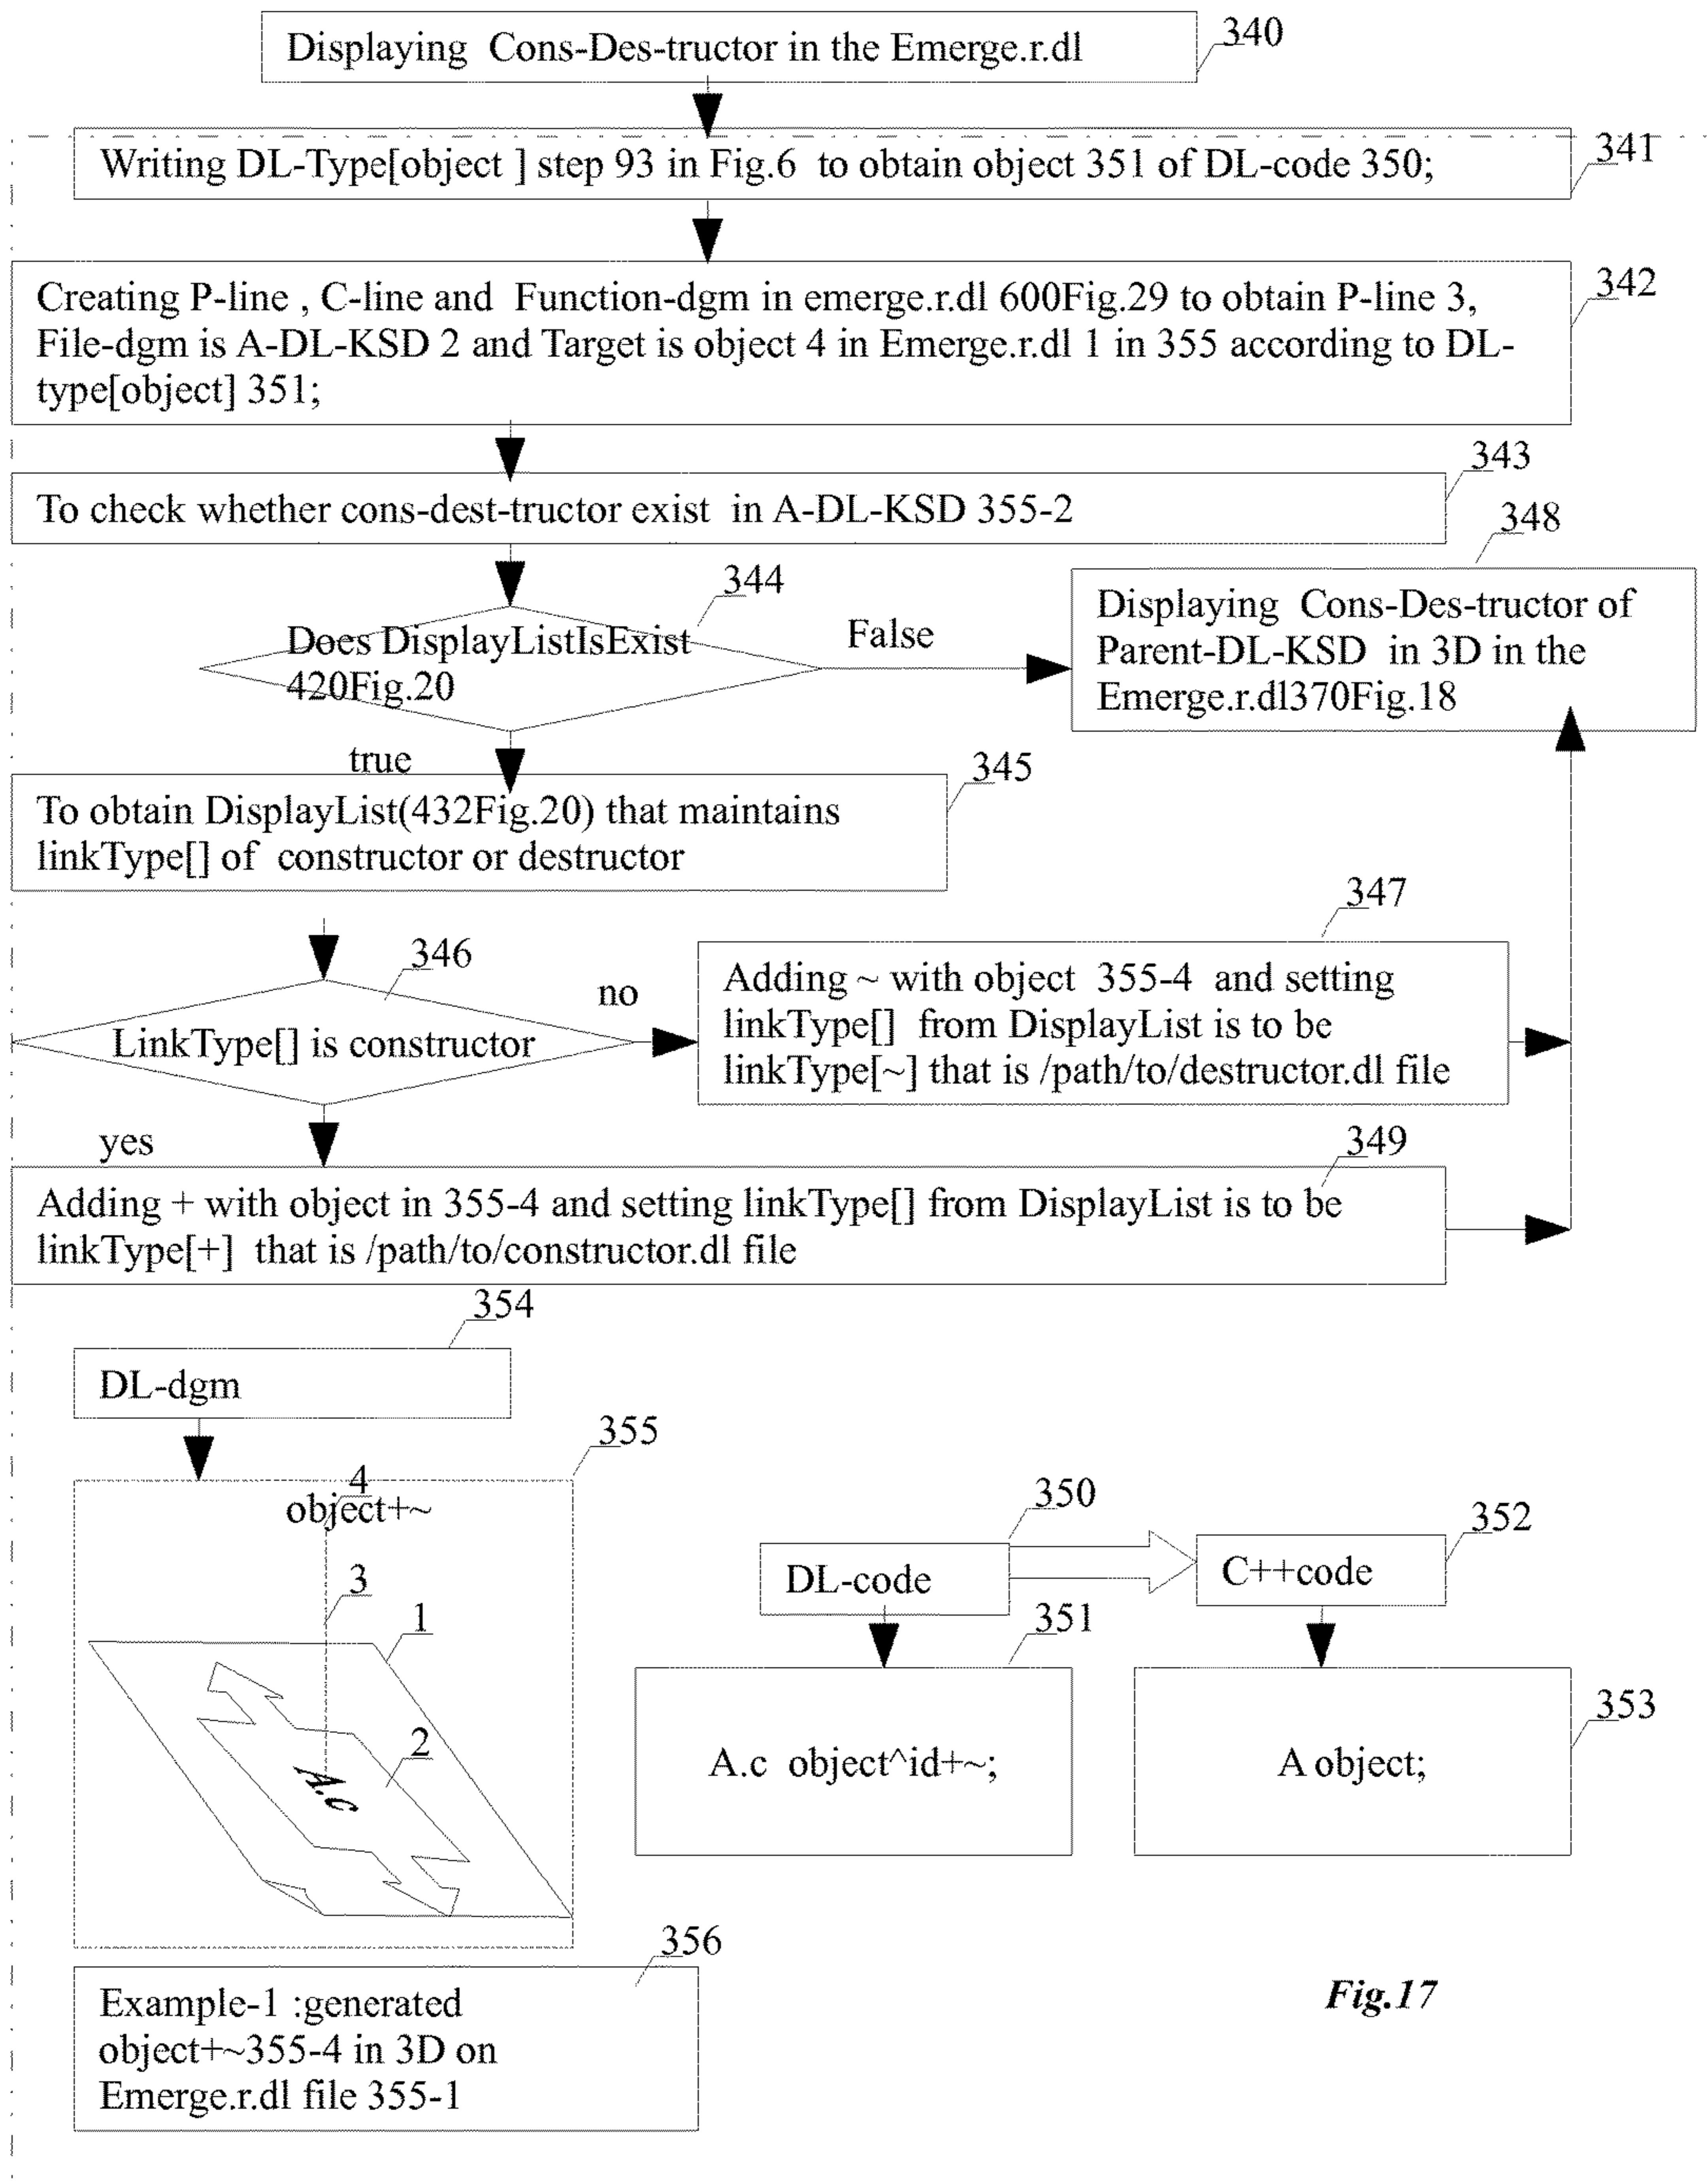 Displaying Cons-Des-tructor in the Emerge.r.dl
340
Writing DL-Type[object ] step 93 in Fig.6 to obtain object 351 of DL-code 350;
341
Creating P-line , C-line and Function-dgm in emerge.r.dl 600Fig.29 to obtain P-line 3,
File-dgm is A-DL-KSD 2 and Target is object 4 in Emerge.r.dl 1 in 355 according to DL-
type[object] 351;
342
To check whether cons-dest-tructor exist in A-DL-KSD 355-2
343
Does DisplayListIsExist
420Fig.20
344
False
true
Displaying Cons-Des-tructor of
Parent-DL-KSD in 3D in the
Emerge.r.dl370Fig.18
348
To obtain DisplayList(432Fig.20) that maintains
linkType[] of constructor or destructor
345
LinkType[] is constructor
346
no
yes
Adding ~ with object 355-4 and setting
linkType[] from DisplayList is to be
linkType[~] that is /path/to/destructor.dl file
347
Adding + with object in 355-4 and setting linkType[] from DisplayList is to be
linkType[+] that is /path/to/constructor.dl file
349
DL-dgm
354
355
4
object+~
3
1
2
A.c
DL-code
350
C++code
352
351
A.c object^id+~;
A object;
353
Example-1 :generated
object+~355-4 in 3D on
Emerge.r.dl file 355-1
356
Fig.17